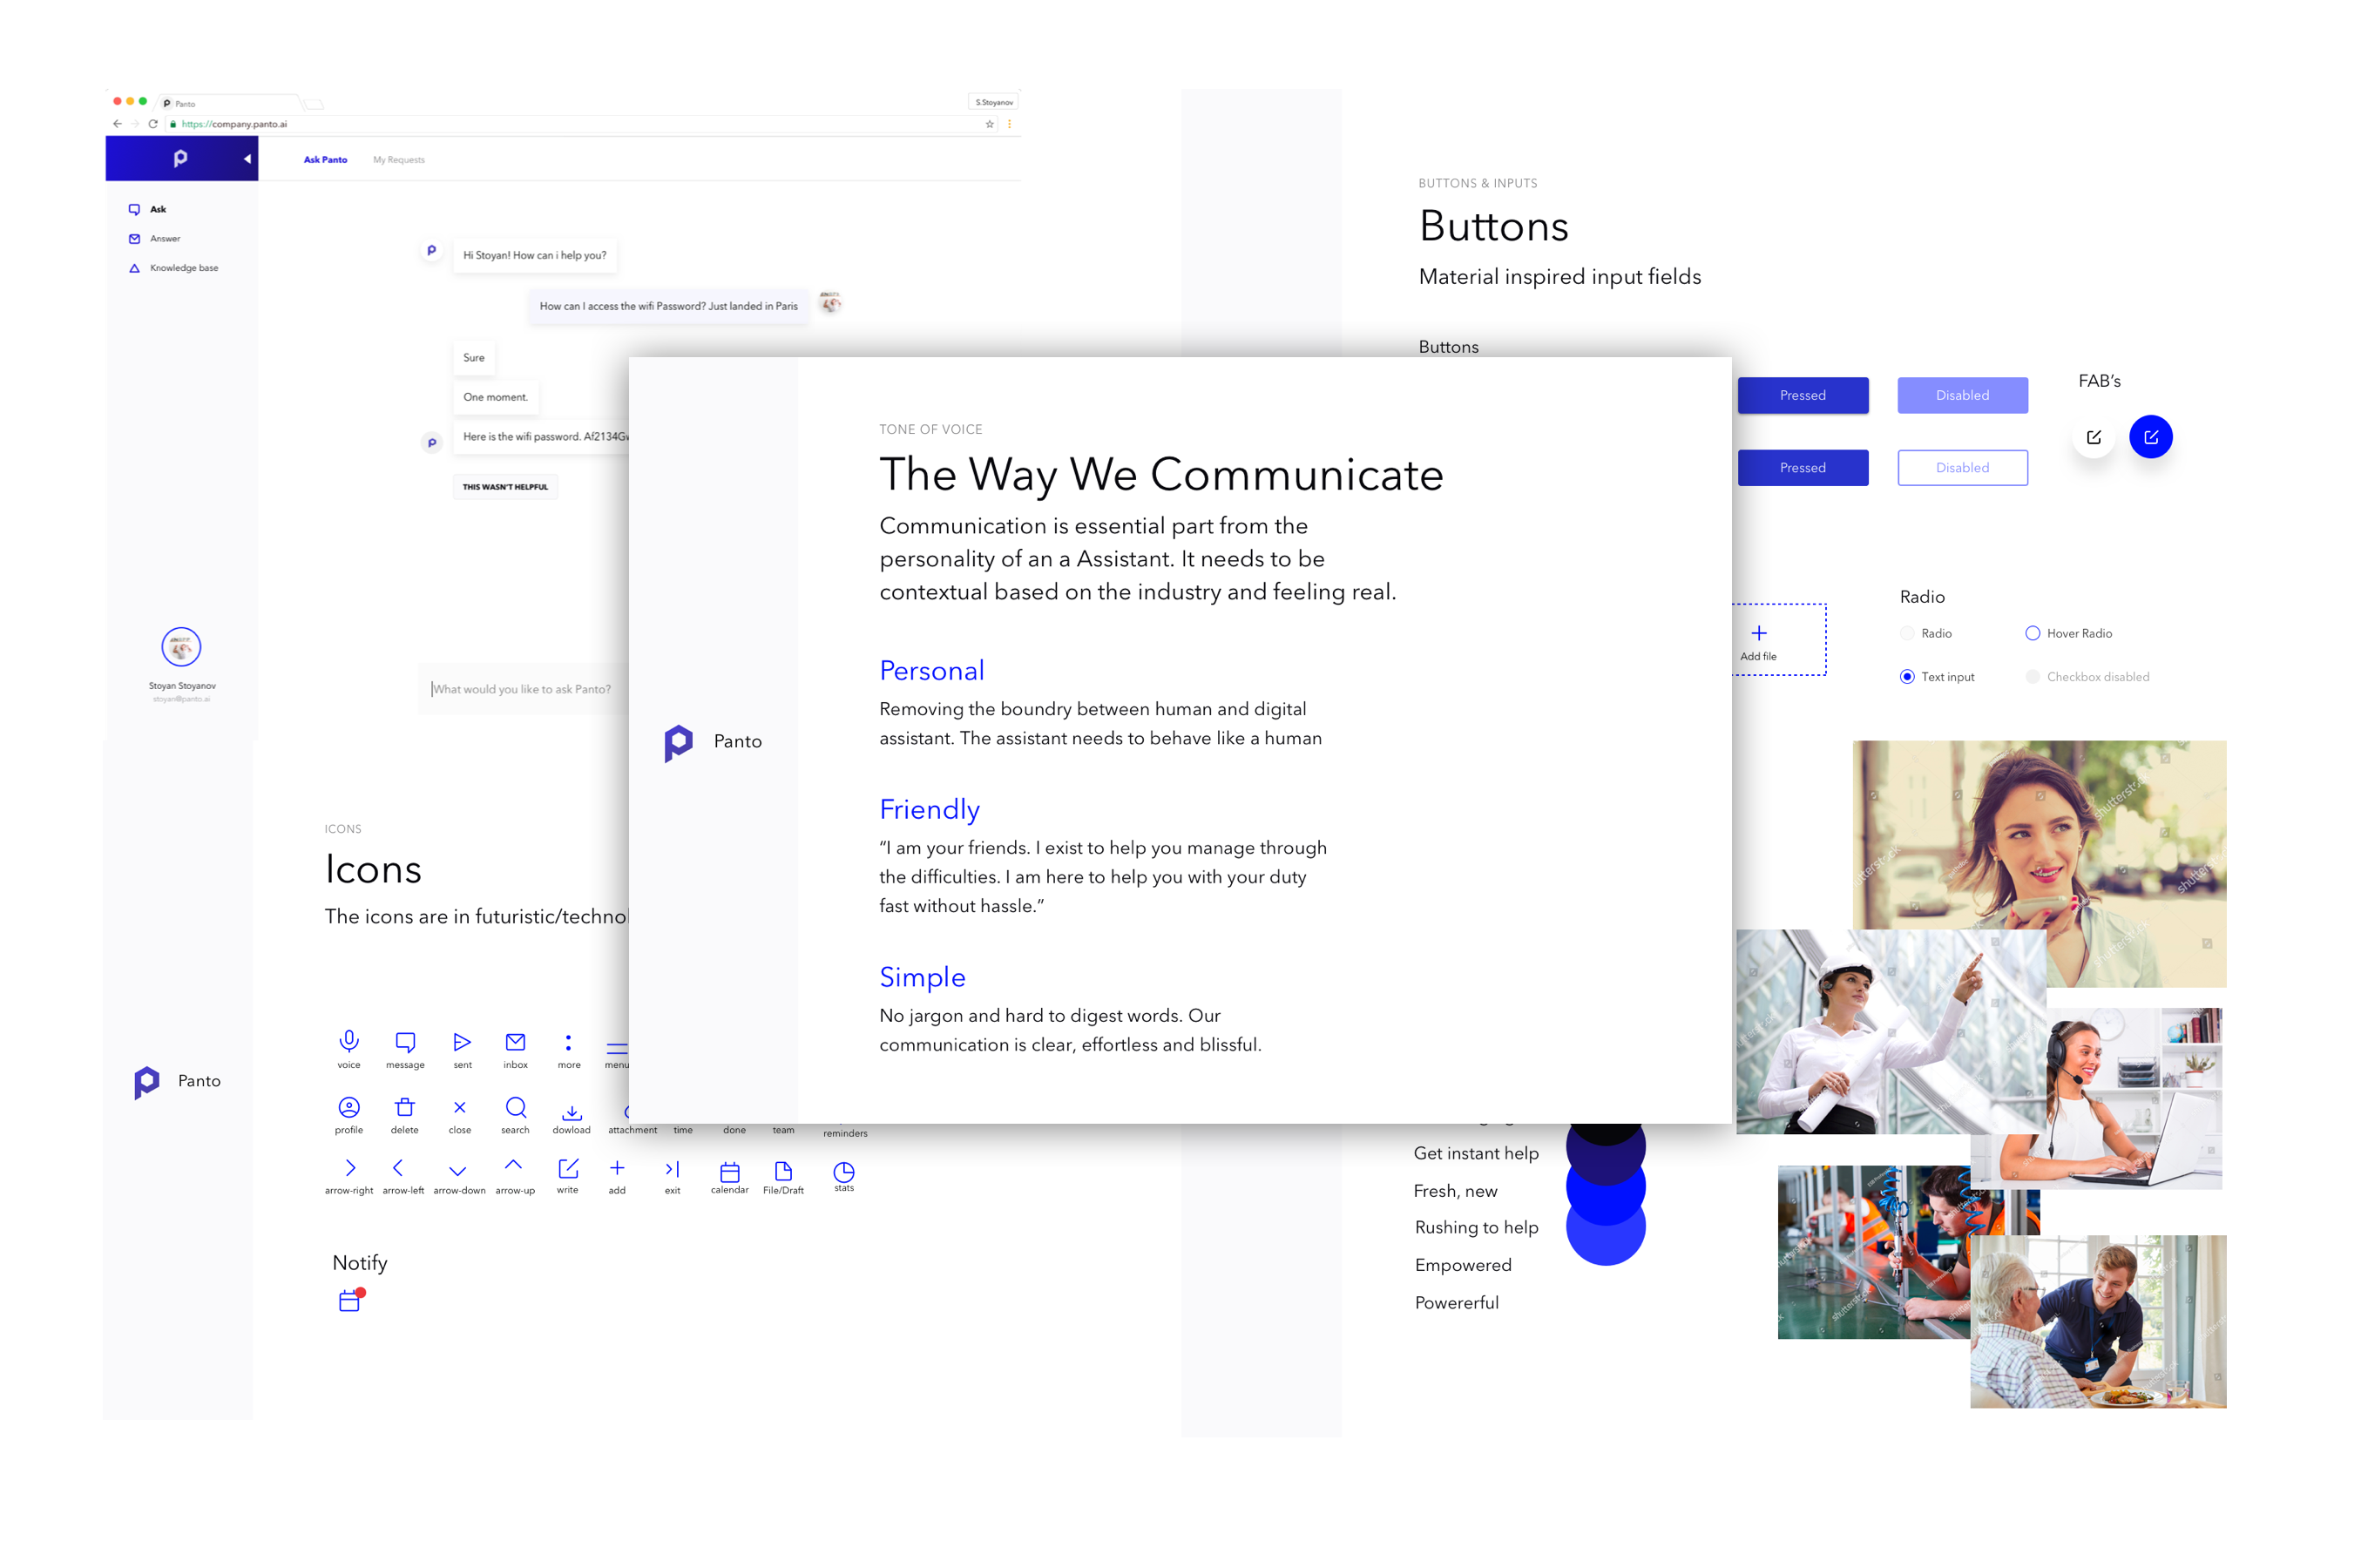 Panto
S.Stoyanov
https://company.panto.ai
Ask Panto
My Requests
Ask
Answer
Knowledge base
Hi Stoyan! How can i help you?
How can I access the wifi Password? Just landed in Paris
Sure
One moment.
Here is the wifi password.
THIS WASN'T HELPFUL
What would you like to ask Panto?
Stoyan Stoyanov
stoyan@panto.ai
BUTTONS & INPUTS
Buttons
Material inspired input fields
Buttons
Pressed
Disabled
FAB's
Pressed
Disabled
Add file
Radio
Radio
Hover Radio
Text input
Checkbox disabled
TONE OF VOICE
The Way We Communicate
Communication is essential part from the
personality of an a Assistant. It needs to be
contextual based on the industry and feeling real.
Personal
Removing the boundry between human and digital
assistant. The assistant needs to behave like a human
Friendly
“I am your friends. I exist to help you manage through
the difficulties. I am here to help you with your duty
fast without hassle.”
Simple
No jargon and hard to digest words. Our
communication is clear, effortless and blissful.
Panto
ICONS
Icons
The icons are in
voice message sent inbox more menu
profile delete close search dowload attachment time done team reminders
arrow-right arrow-left arrow-down arrow-up write add exit calendar File/Draft stats
Notify
Panto
Get instant help
Fresh, new
Rushing to help
Empowered
Powererful
shutterstock
shutterstock